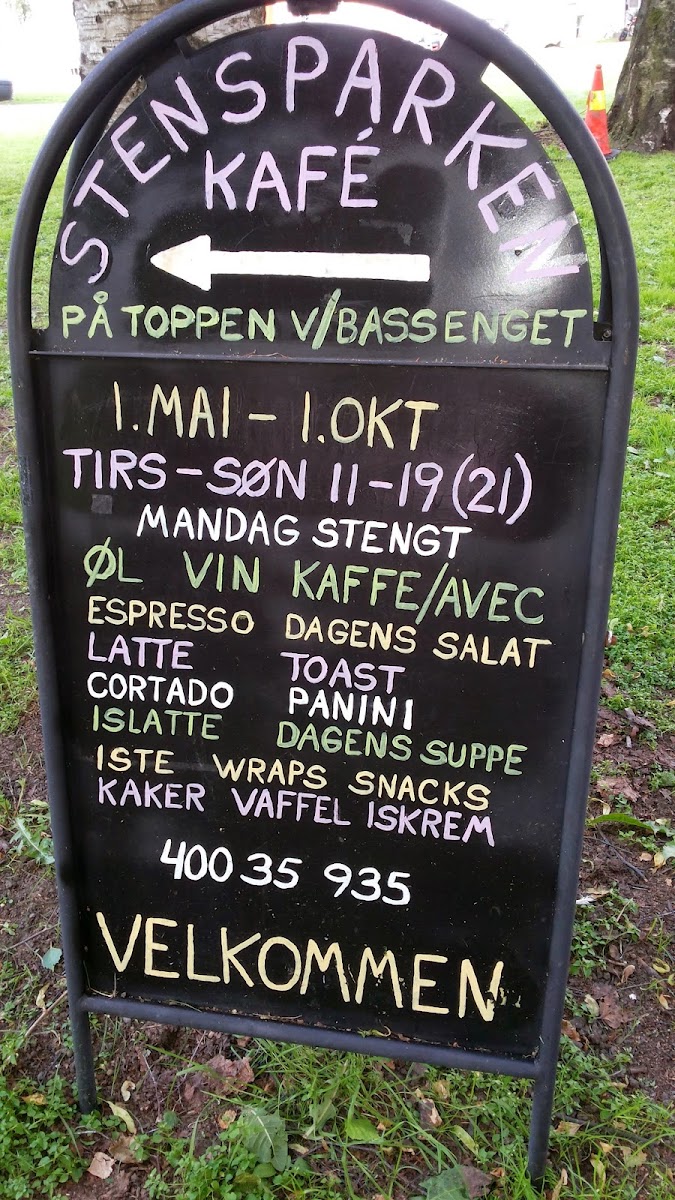 STENSPARKEN
KAFÉ
PÅ TOPPEN V/BASSENGET
1.MAI - 1.OKT
TIRS - SØN 11-19 (21)
MANDAG STENGT
ØL VIN KAFFE/AVEC
ESPRESSO DAGENS SALAT
LATTE TOAST
CORTADO PANINI
ISLATTE DAGENS SUPPE
ISTE WRAPS SNACKS
KAKER VAFFEL ISKREM
400 35 935
VELKOMMEN